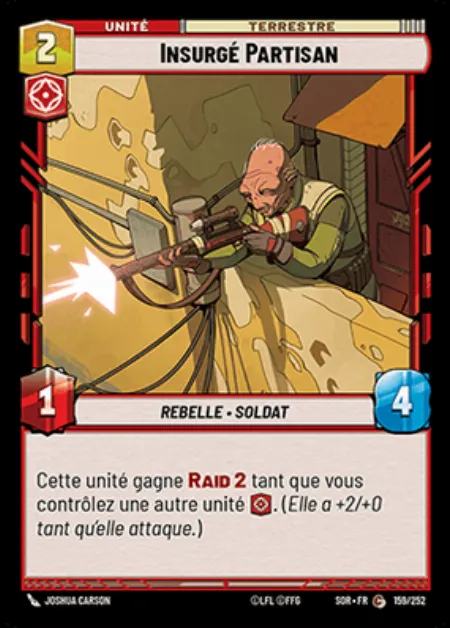 UNITÉ
TERRESTRE
2
INSURGÉ PARTISAN
1
REBELLE • SOLDAT
4
Cette unité gagne RAID 2 tant que vous
contrôlez une autre unité . (Elle a +2/+0
tant qu'elle attaque.)
JOSHUA CARSON
©LFL ©FFG
SOR • FR C 159/252